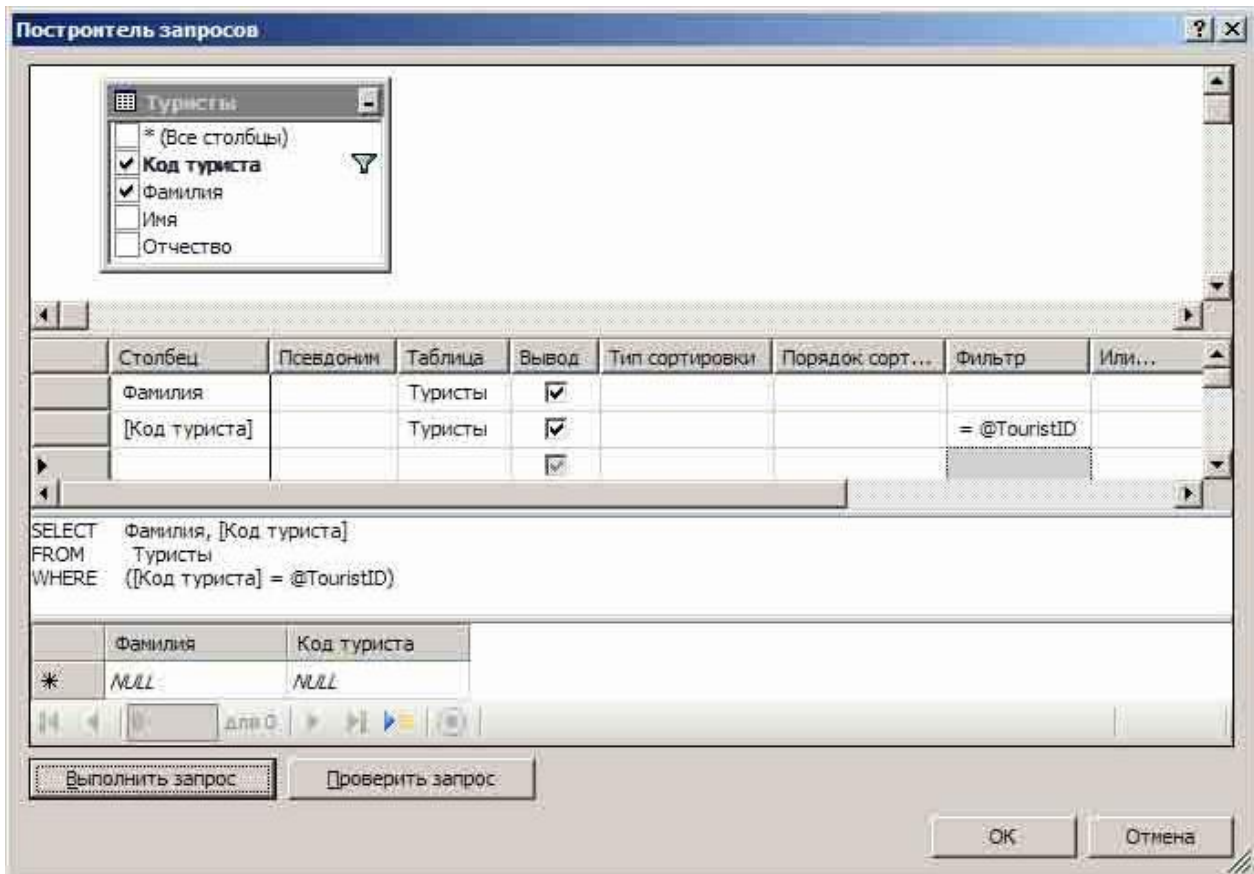 Построитель запросов
Туристы
* (Все столбцы)
Код туриста
Фамилия
Имя
Отчество
Столбец Псевдоним Таблица Вывод Тип сортировки Порядок сорт... Фильтр Или...
Фамилия Туристы
[Код туриста] Туристы = @TouristID
SELECT Фамилия, [Код туриста]
FROM Туристы
WHERE ([Код туриста] = @TouristID)
Фамилия Код туриста
NULL NULL
0 для 0
Выполнить запрос Проверить запрос
OK Отмена